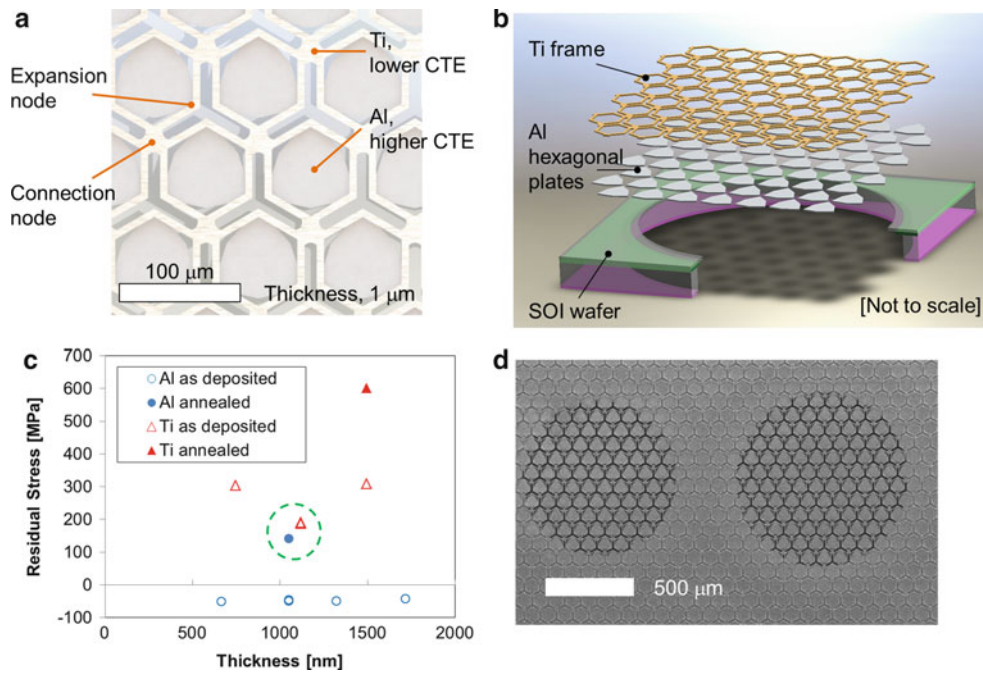 a
Ti,
lower CTE
Expansion
node
Al,
higher CTE
Connection
node
100 μm
Thickness, 1 μm
b
Ti frame
Al
hexagonal
plates
SOI wafer
[Not to scale]
c
Residual Stress [MPa]
700
600
500
400
300
200
100
0
-100
Al as deposited
Al annealed
Ti as deposited
Ti annealed
0 500 1000 1500 2000
Thickness [nm]
d
500 μm